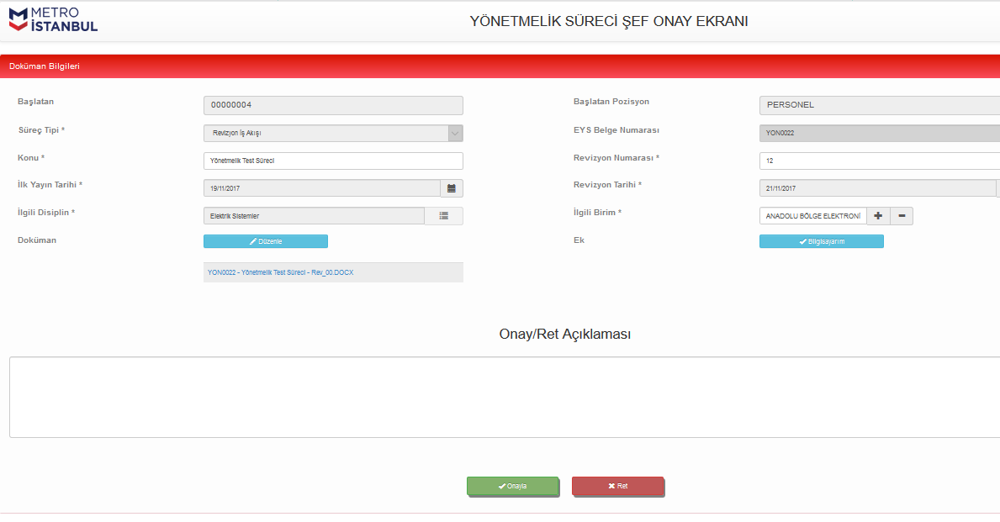 METRO
İSTANBUL
YÖNETMELİK SÜRECİ ŞEF ONAY EKRANI
Doküman Bilgileri
Başlatan
00000004
Başlatan Pozisyon
PERSONEL
Süreç Tipi *
Revizyon İş Akışı
EYS Belge Numarası
YON0022
Konu *
Yönetmelik Test Süreci
Revizyon Numarası *
12
İlk Yayın Tarihi *
19/11/2017
Revizyon Tarihi *
21/11/2017
İlgili Disiplin *
Elektrik Sistemler
İlgili Birim *
ANADOLU BÖLGE ELEKTRONİ
Doküman
Düzenle
Ek
Bilgisayarım
YON0022 - Yönetmelik Test Süreci - Rev_00.DOCX
Onay/Ret Açıklaması
Onayla
Ret